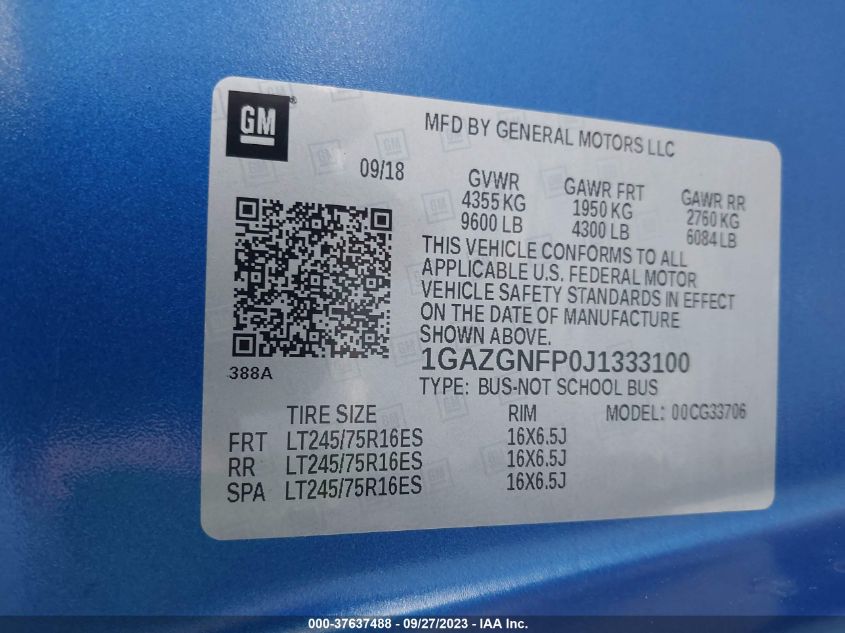 GM®
MFD BY GENERAL MOTORS LLC
09/18
GVWR GAWR FRT GAWR RR
4355 KG 1950 KG 2760 KG
9600 LB 4300 LB 6084 LB
THIS VEHICLE CONFORMS TO ALL
APPLICABLE U.S. FEDERAL MOTOR
VEHICLE SAFETY STANDARDS IN EFFECT
ON THE DATE OF MANUFACTURE
SHOWN ABOVE.
388A
1GAZGNFP0J1333100
TYPE: BUS-NOT SCHOOL BUS
TIRE SIZE RIM MODEL: 00CG33706
FRT LT245/75R16ES 16X6.5J
RR LT245/75R16ES 16X6.5J
SPA LT245/75R16ES 16X6.5J
000-37637488 - 09/27/2023 - IAA Inc.